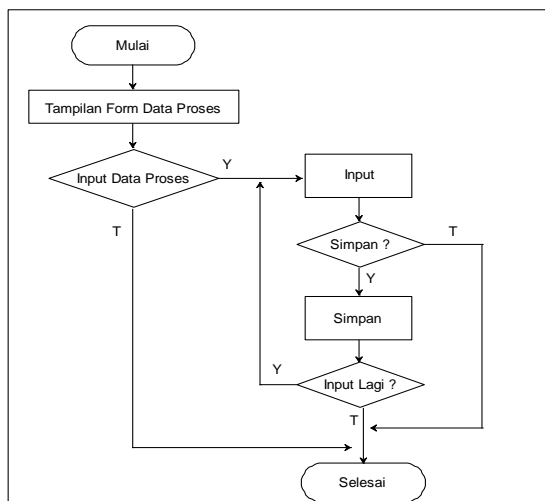 Mulai
Tampilan Form Data Proses
Input Data Proses
Y
Input
T
Simpan ?
T
Y
Simpan
Y
Input Lagi ?
T
Selesai